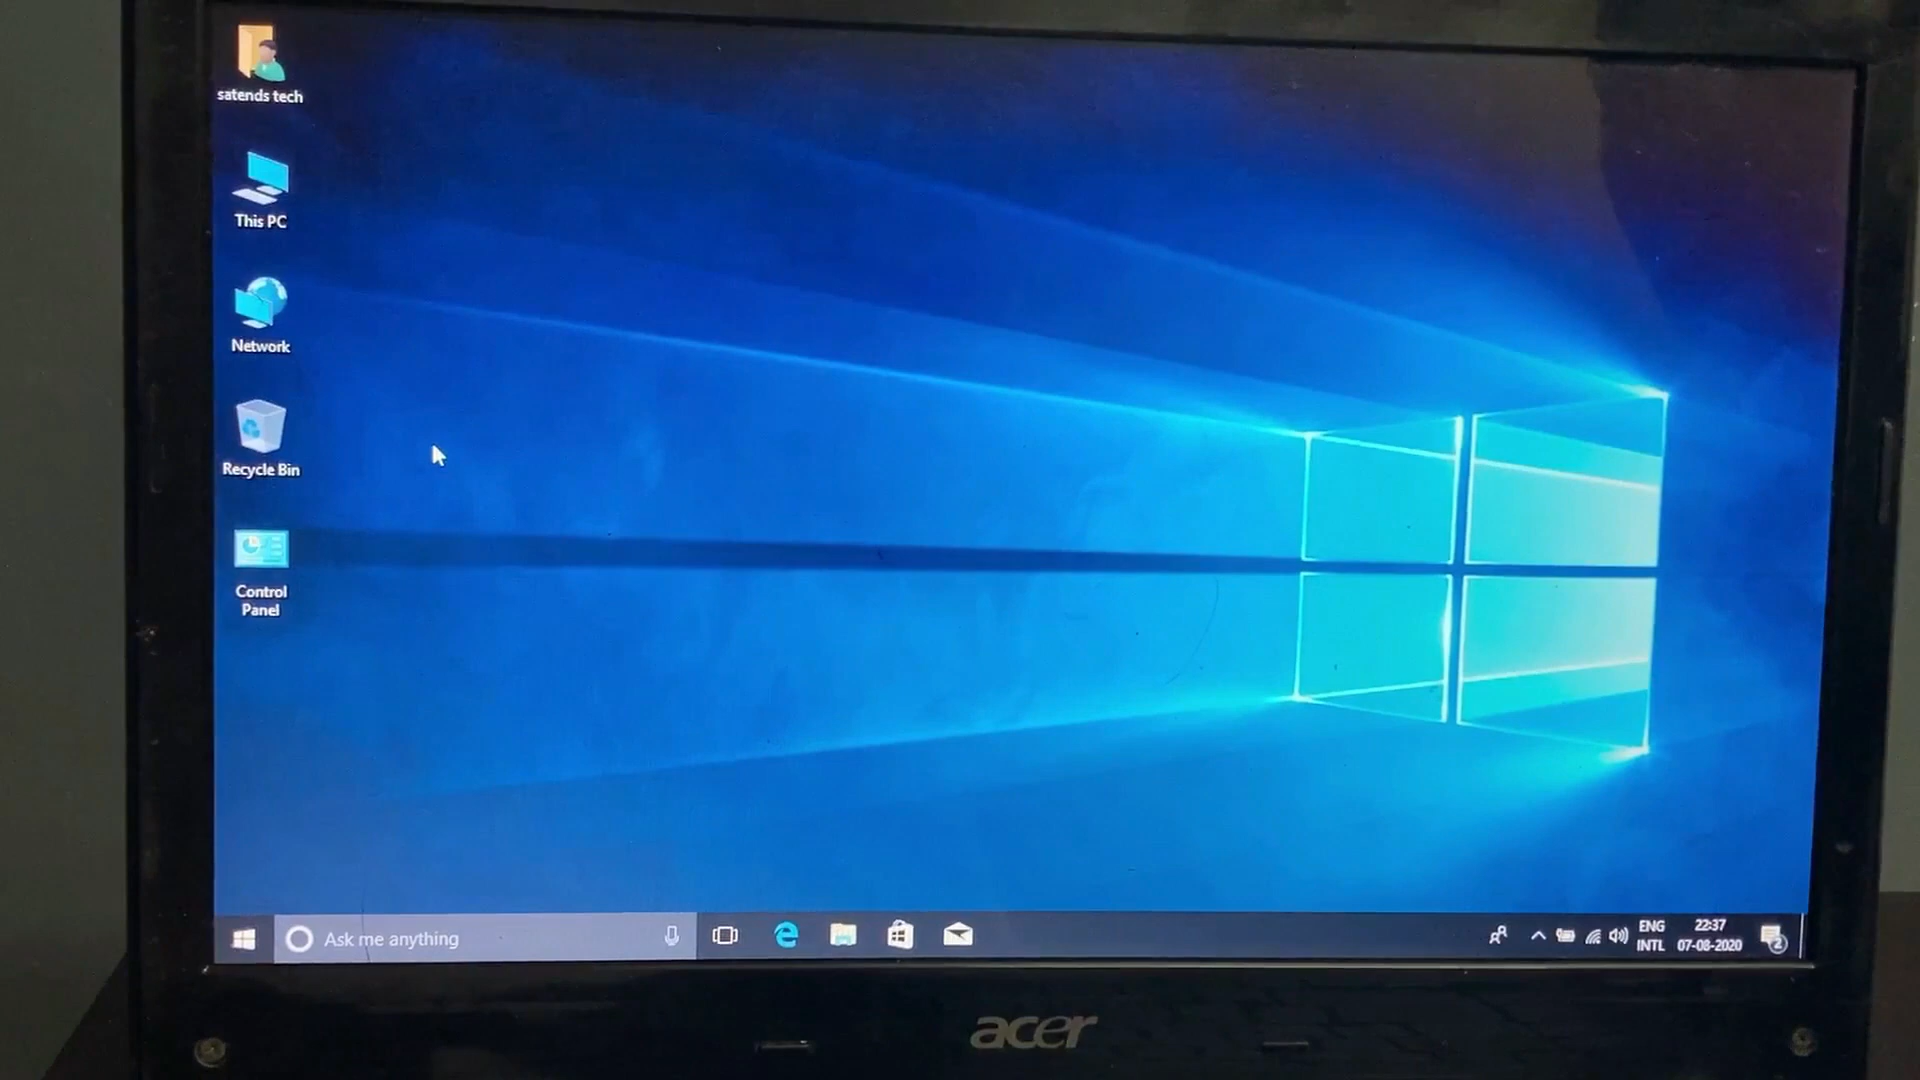 satends tech
This PC
Network
Recycle Bin
Control
Panel
Ask me anything
ENG
INTL
22:37
07-08-2020
2
acer